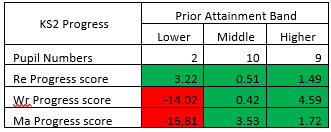 KS2 Progress Prior Attainment Band
Lower Middle Higher
Pupil Numbers 2 10 9
Re Progress score 3.22 0.51 1.49
Wr Progress score -14.02 0.42 4.59
Ma Progress score -16.81 3.53 1.72